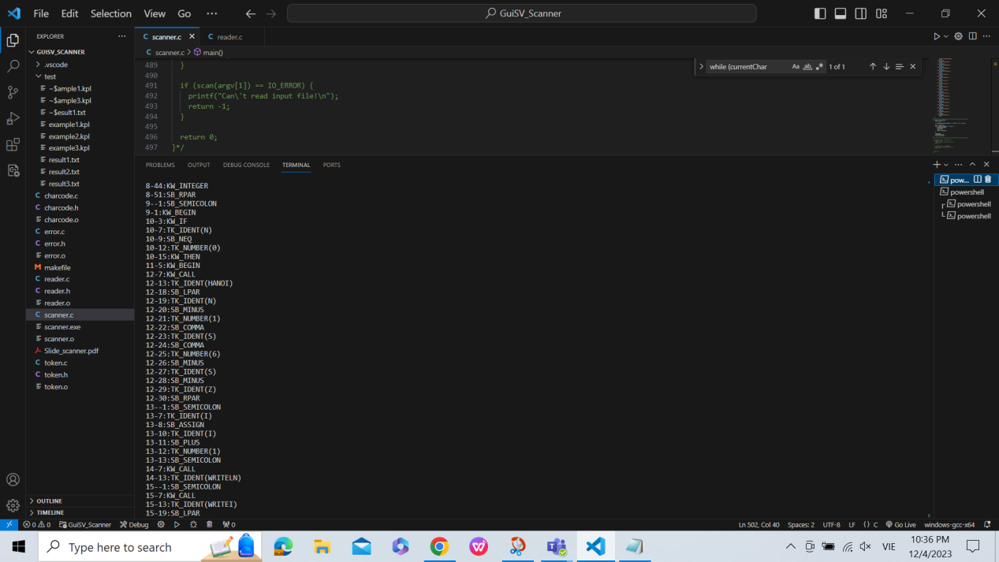 File Edit Selection View Go ··· GuiSV_Scanner
EXPLORER ···
GUISV_SCANNER
.vscode
test
~$ample1.kpl
~$ample3.kpl
~$esult1.txt
example1.kpl
example2.kpl
example3.kpl
result1.txt
result2.txt
result3.txt
C charcode.c
C charcode.h
charcode.o
C error.c
C error.h
error.o
M makefile
C reader.c
C reader.h
reader.o
C scanner.c
scanner.exe
scanner.o
Slide_scanner.pdf
C token.c
C token.h
token.o
OUTLINE
TIMELINE
C scanner.c C reader.c
C scanner.c > main()
while (currentChar Aa ab .* 1 of 1
489 }
490
491 if (scan(argv[1]) == IO_ERROR) {
492 printf("Can\'t read input file!\n");
493 return -1;
494 }
495
496 return 0;
497 }*/
PROBLEMS OUTPUT DEBUG CONSOLE TERMINAL PORTS
8-44:KW_INTEGER
8-51:SB_RPAR
9--1:SB_SEMICOLON
9-1:KW_BEGIN
10-3:KW_IF
10-7:TK_IDENT(N)
10-9:SB_NEQ
10-12:TK_NUMBER(0)
10-15:KW_THEN
11-5:KW_BEGIN
12-7:KW_CALL
12-13:TK_IDENT(HANOI)
12-18:SB_LPAR
12-19:TK_IDENT(N)
12-20:SB_MINUS
12-21:TK_NUMBER(1)
12-22:SB_COMMA
12-23:TK_IDENT(S)
12-24:SB_COMMA
12-25:TK_NUMBER(6)
12-26:SB_MINUS
12-27:TK_IDENT(S)
12-28:SB_MINUS
12-29:TK_IDENT(Z)
12-30:SB_RPAR
13--1:SB_SEMICOLON
13-7:TK_IDENT(I)
13-8:SB_ASSIGN
13-10:TK_IDENT(I)
13-11:SB_PLUS
13-12:TK_NUMBER(1)
13-13:SB_SEMICOLON
14-7:KW_CALL
14-13:TK_IDENT(WRITELN)
15--1:SB_SEMICOLON
15-7:KW_CALL
15-13:TK_IDENT(WRITEI)
15-19:SB_LPAR
pow...
powershell
powershell
powershell
0 0 GuiSV_Scanner Debug 0 Ln 502, Col 40 Spaces: 2 UTF-8 LF {} C Go Live windows-gcc-x64
Type here to search VIE 10:36 PM
12/4/2023